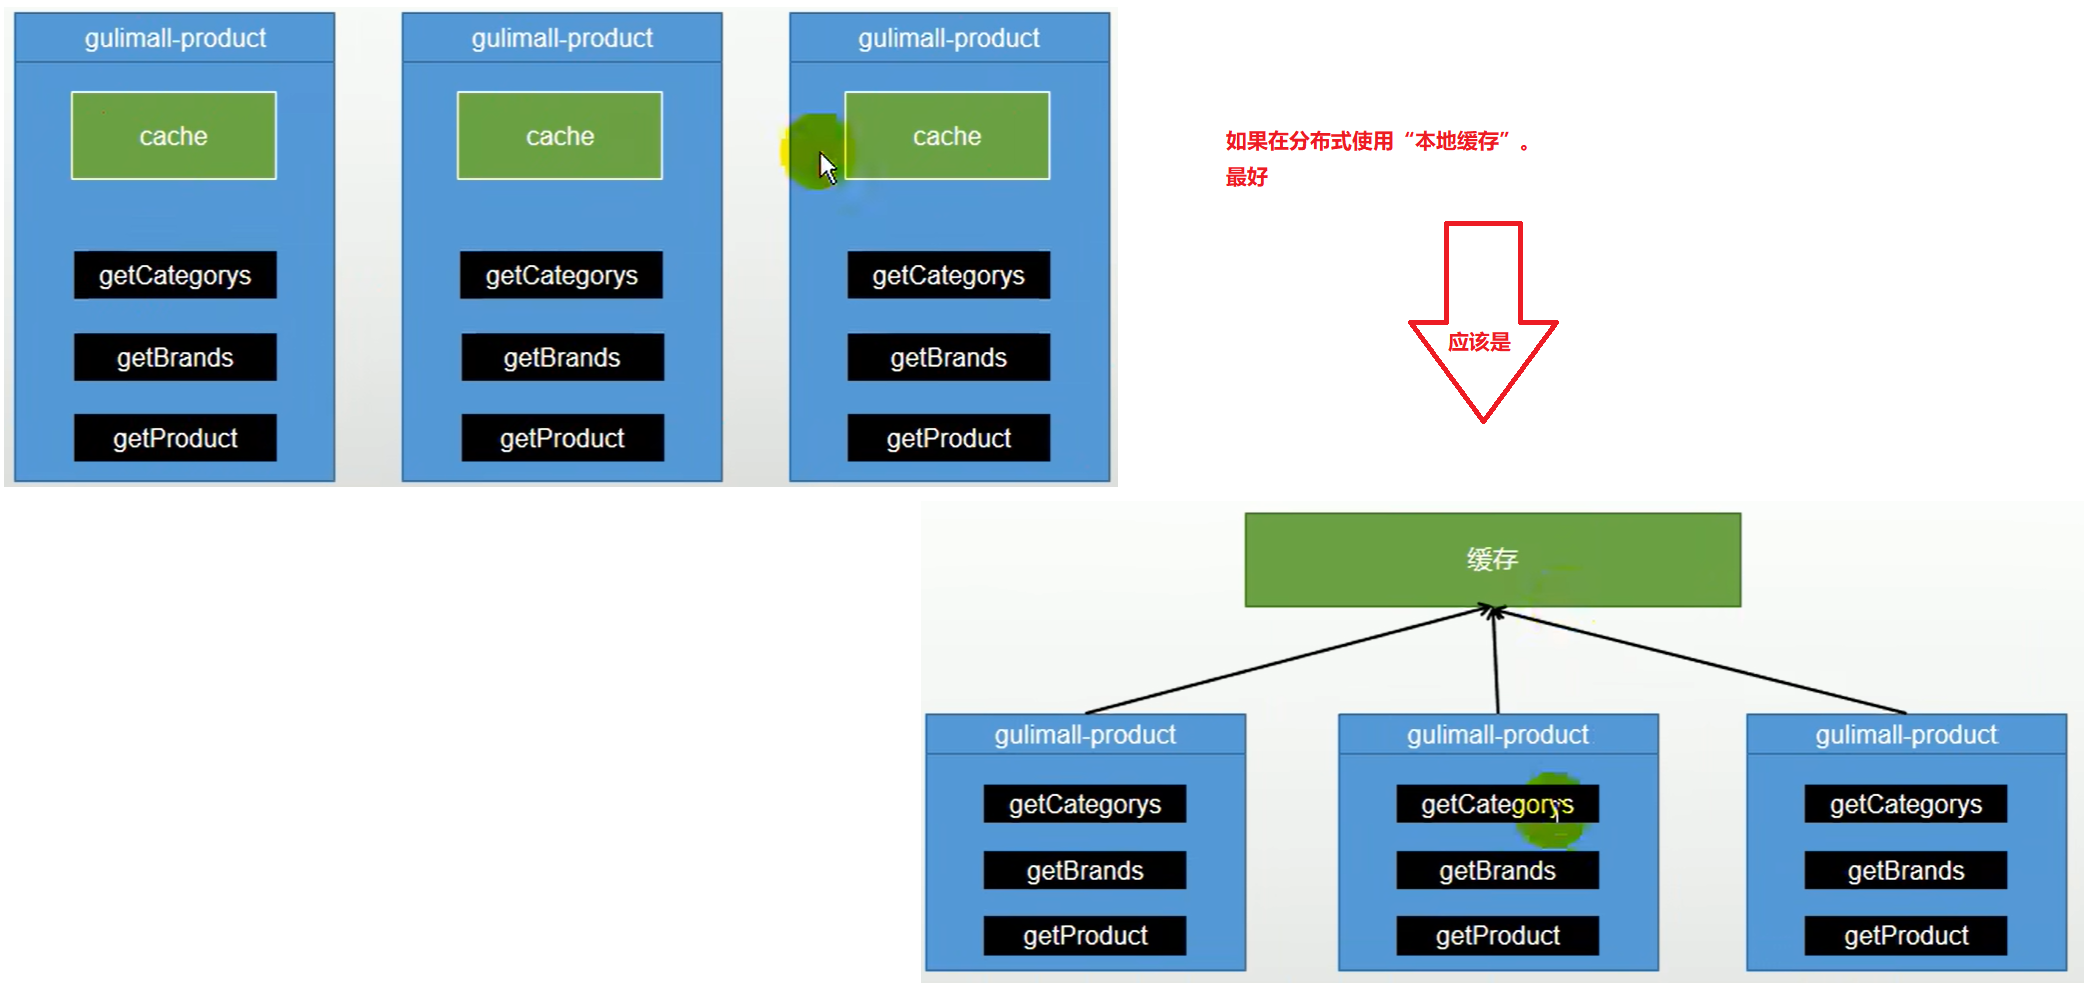 gulimall-product
cache
getCategorys
getBrands
getProduct
gulimall-product
cache
getCategorys
getBrands
getProduct
gulimall-product
cache
getCategorys
getBrands
getProduct
如果在分布式使用“本地缓存”。
最好
应该是
缓存
gulimall-product
getCategorys
getBrands
getProduct
gulimall-product
getCategorys
getBrands
getProduct
gulimall-product
getCategorys
getBrands
getProduct